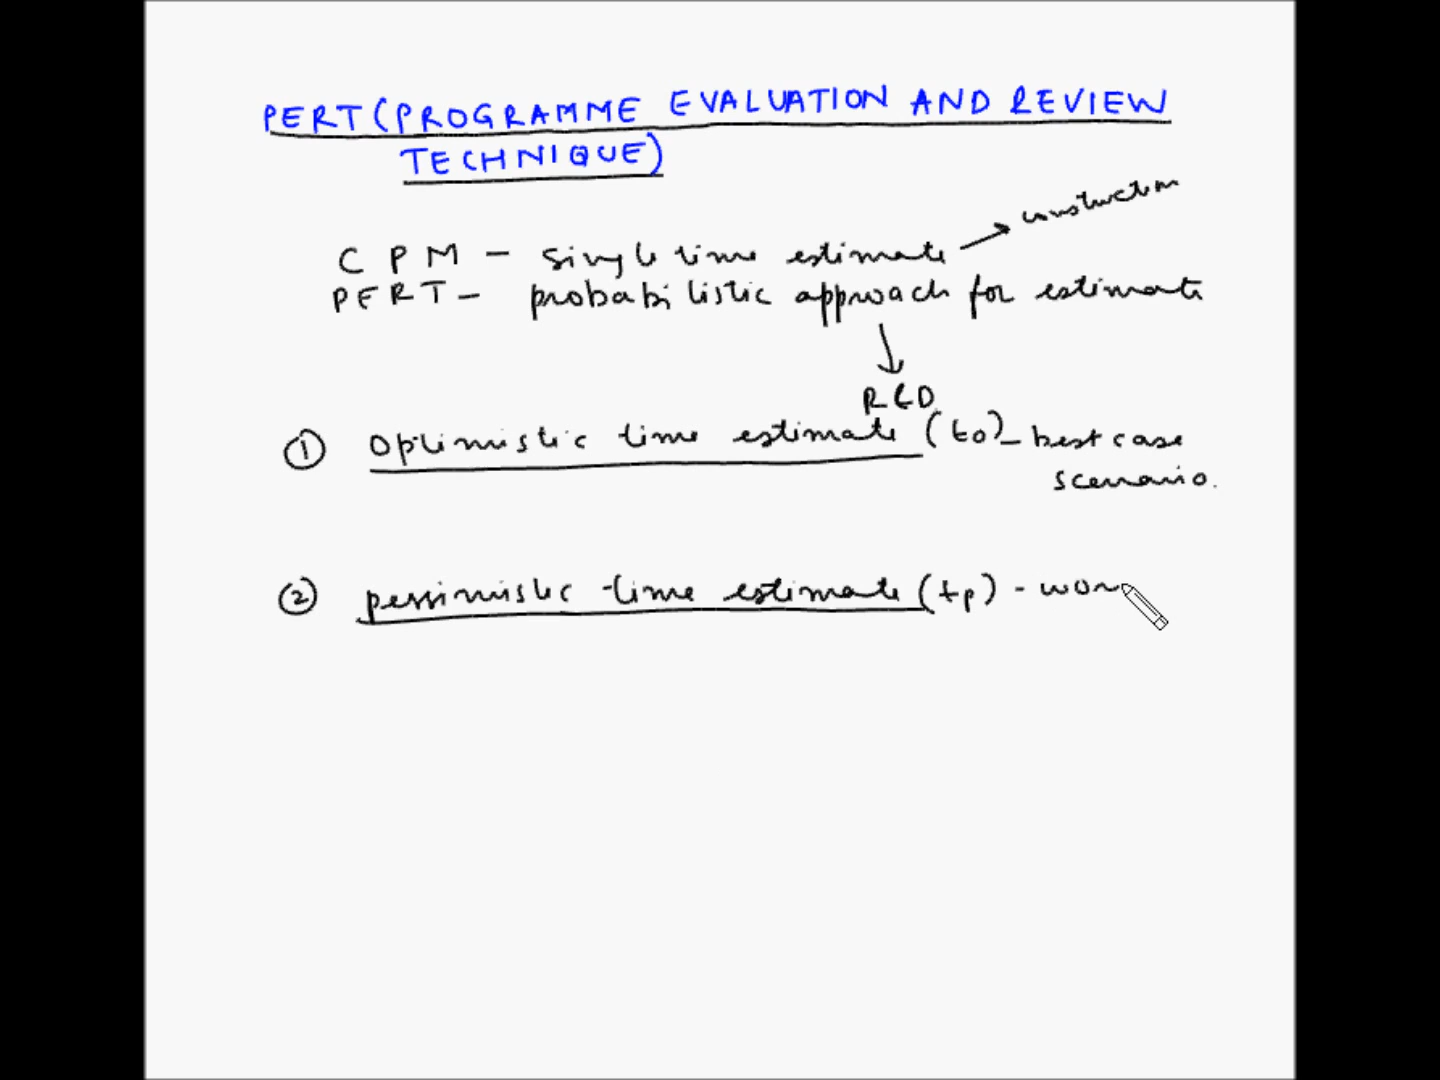 PERT(PROGRAMME EVALUATION AND REVIEW
TECHNIQUE)
CPM - single time estimate → construction
PERT - probabilistic approach for estimate
↓
R&D
① Optimistic time estimate (to) - best case
scenario.
② pessimistic time estimate (tp) - wor